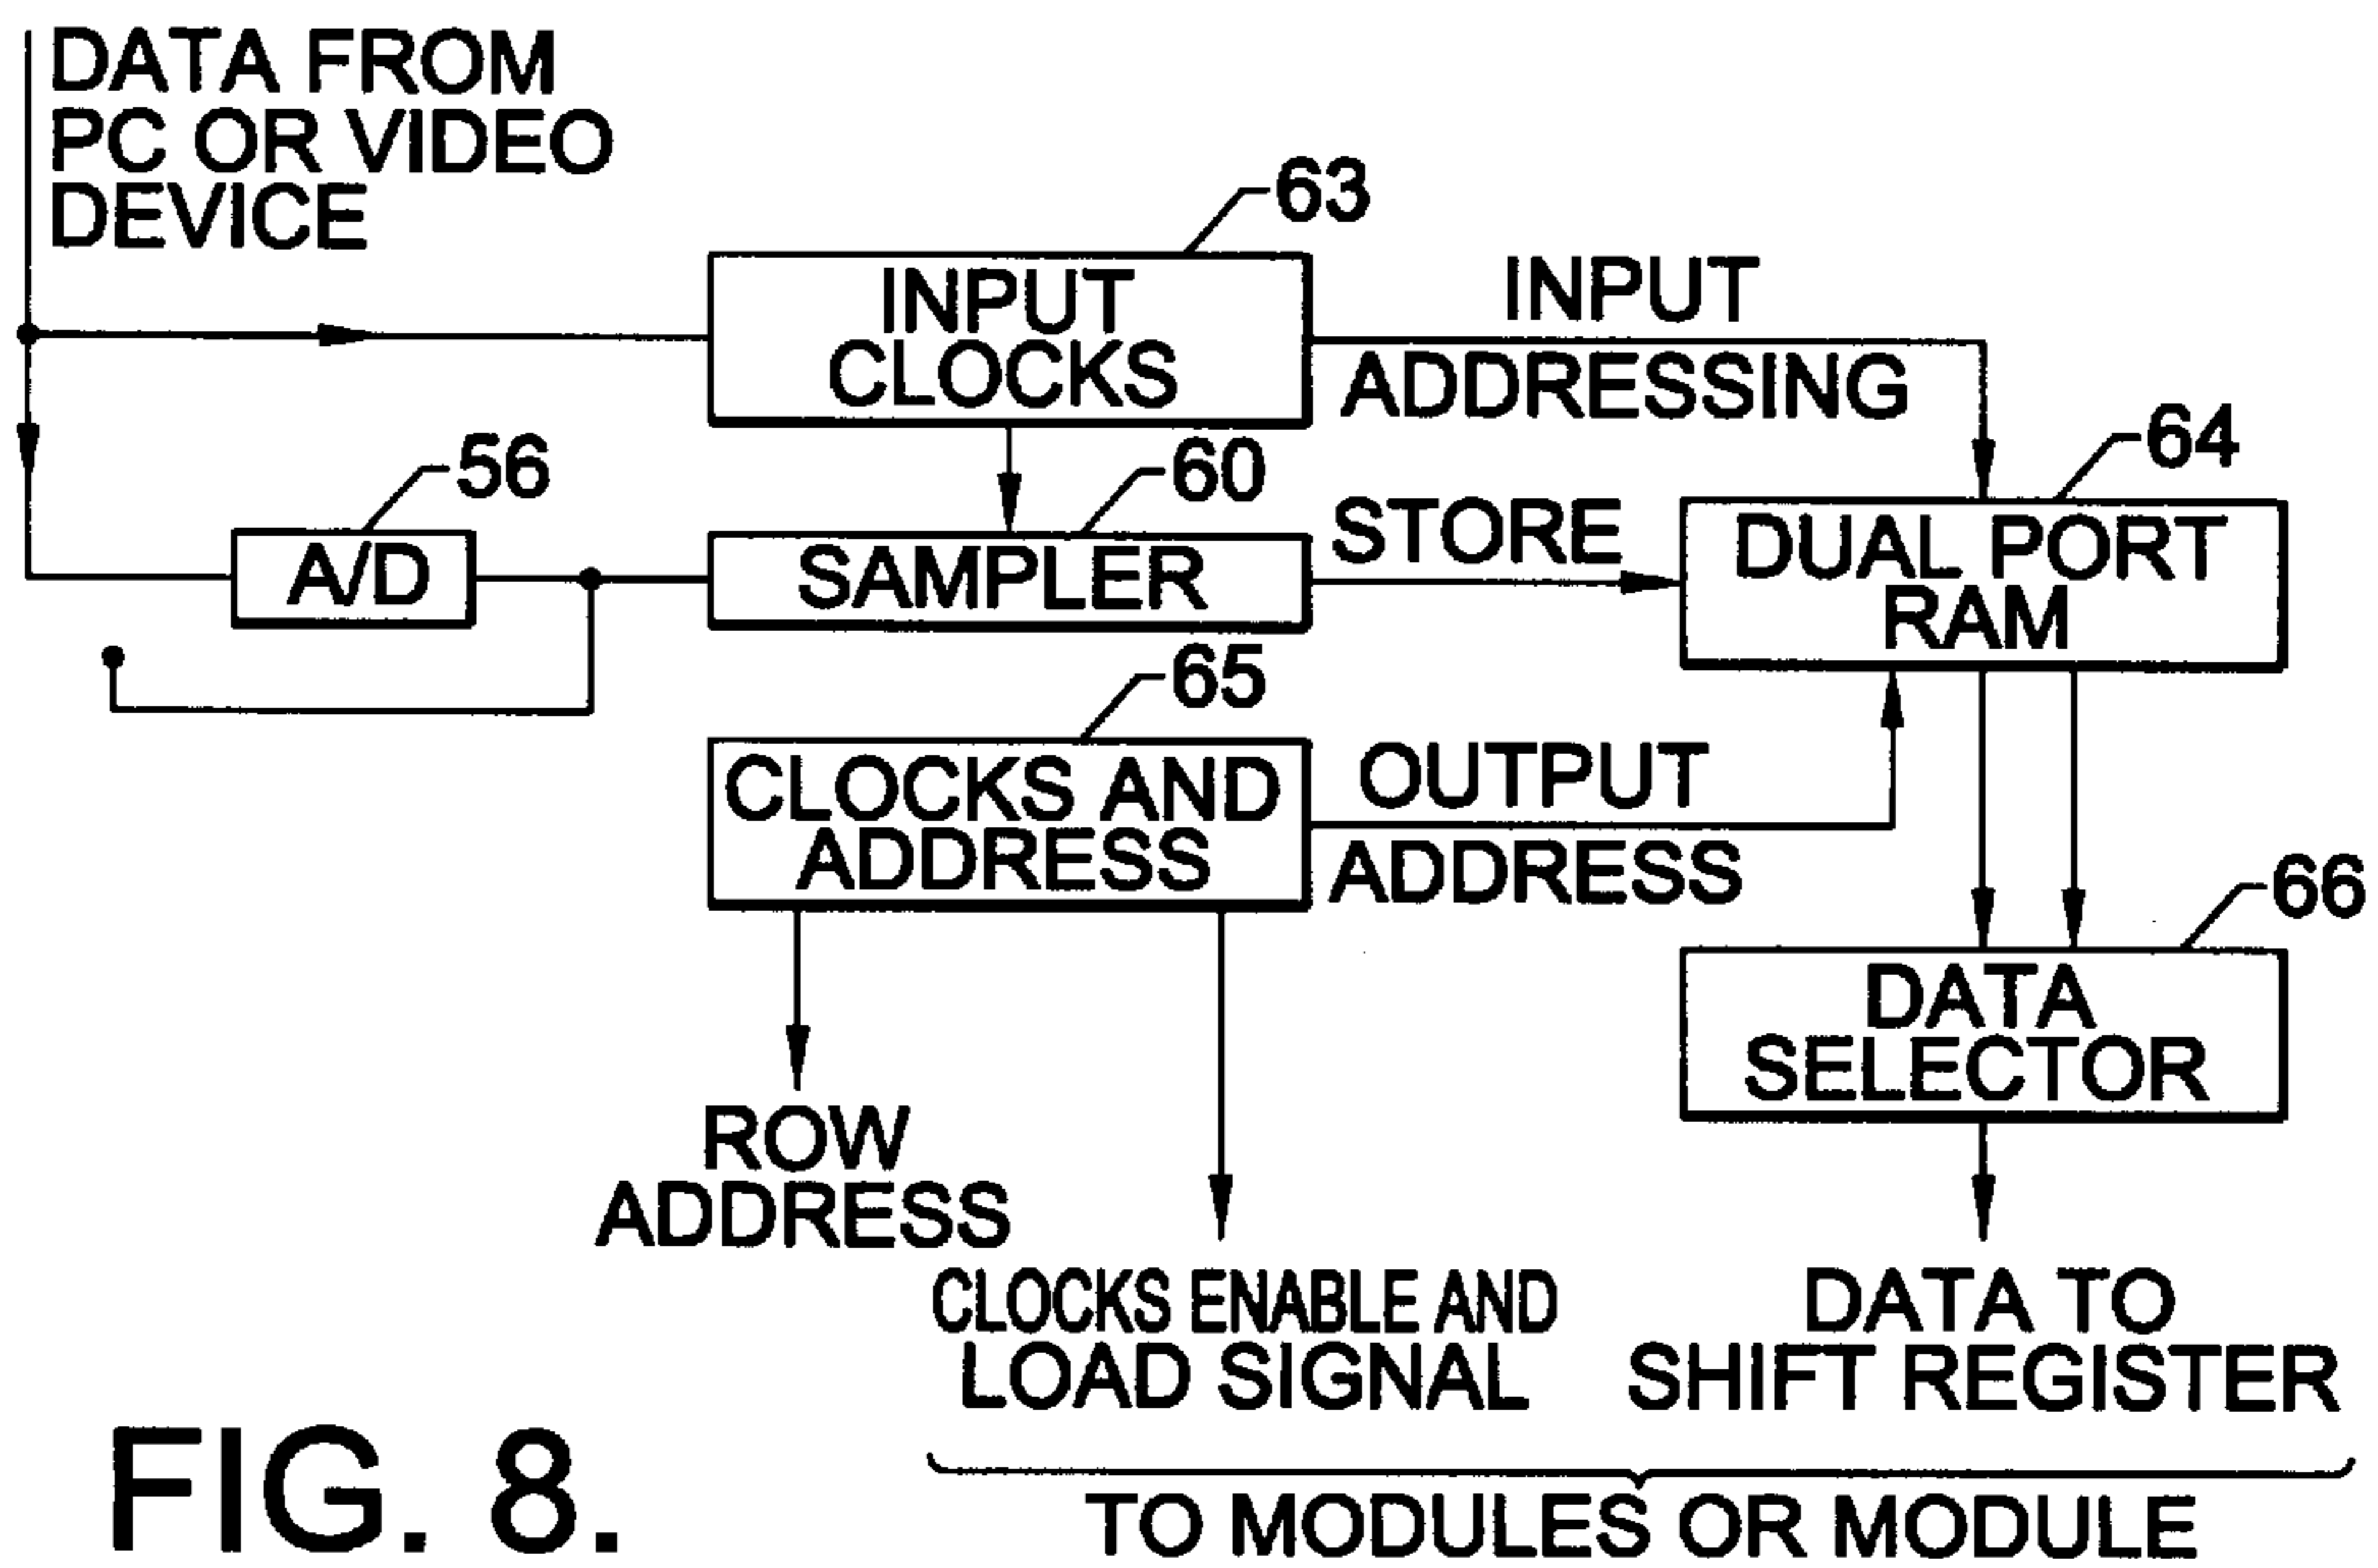 DATA FROM
PC OR VIDEO
DEVICE
63
INPUT
CLOCKS
INPUT
ADDRESSING
56
A/D
60
SAMPLER
STORE
64
DUAL PORT
RAM
65
CLOCKS AND
ADDRESS
OUTPUT
ADDRESS
66
DATA
SELECTOR
ROW
ADDRESS
CLOCKS ENABLE AND
LOAD SIGNAL
DATA TO
SHIFT REGISTER
TO MODULES OR MODULE
FIG. 8.